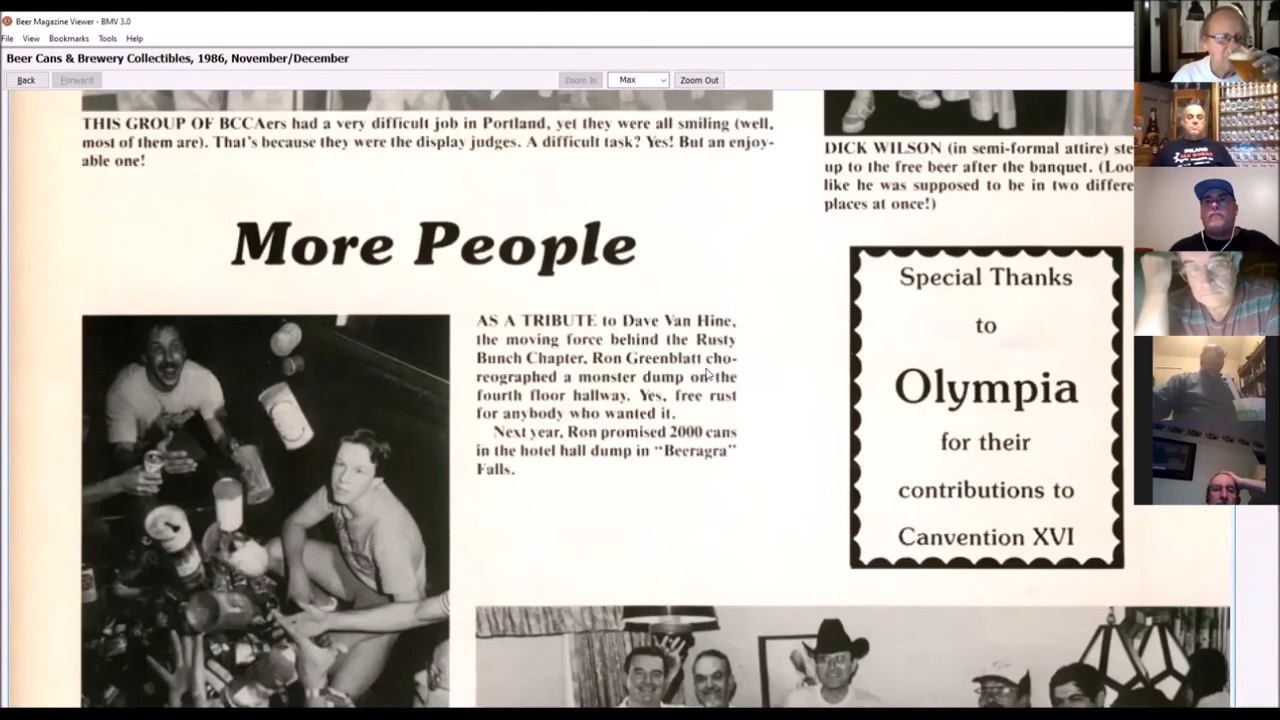 Beer Magazine Viewer - BMV 3.0
File View Bookmarks Tools Help
Beer Cans & Brewery Collectibles, 1986, November/December
Back Forward Zoom In Max Zoom Out
THIS GROUP OF BCCAers had a very difficult job in Portland, yet they were all smiling (well,
most of them are). That's because they were the display judges. A difficult task? Yes! But an enjoy-
able one!
DICK WILSON (in semi-formal attire) ste
up to the free beer after the banquet. (Loo
like he was supposed to be in two differe
places at once!)
More People
AS A TRIBUTE to Dave Van Hine,
the moving force behind the Rusty
Bunch Chapter, Ron Greenblatt cho-
reographed a monster dump on the
fourth floor hallway. Yes, free rust
for anybody who wanted it.
Next year, Ron promised 2000 cans
in the hotel hall dump in "Beeragra"
Falls.
Special Thanks
to
Olympia
for their
contributions to
Canvention XVI